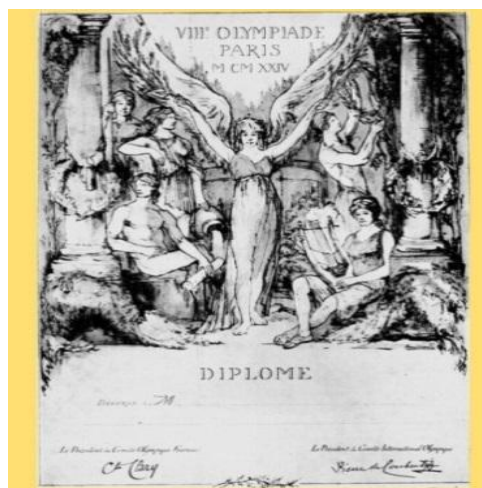 VIIIᵉ OLYMPIADE
PARIS
M CM XXIV
DIPLOME
Décerné à M
Le Président du Comité Olympique Français
Le Président du Comité International Olympique
Cte Clary
Pierre de Coubertin